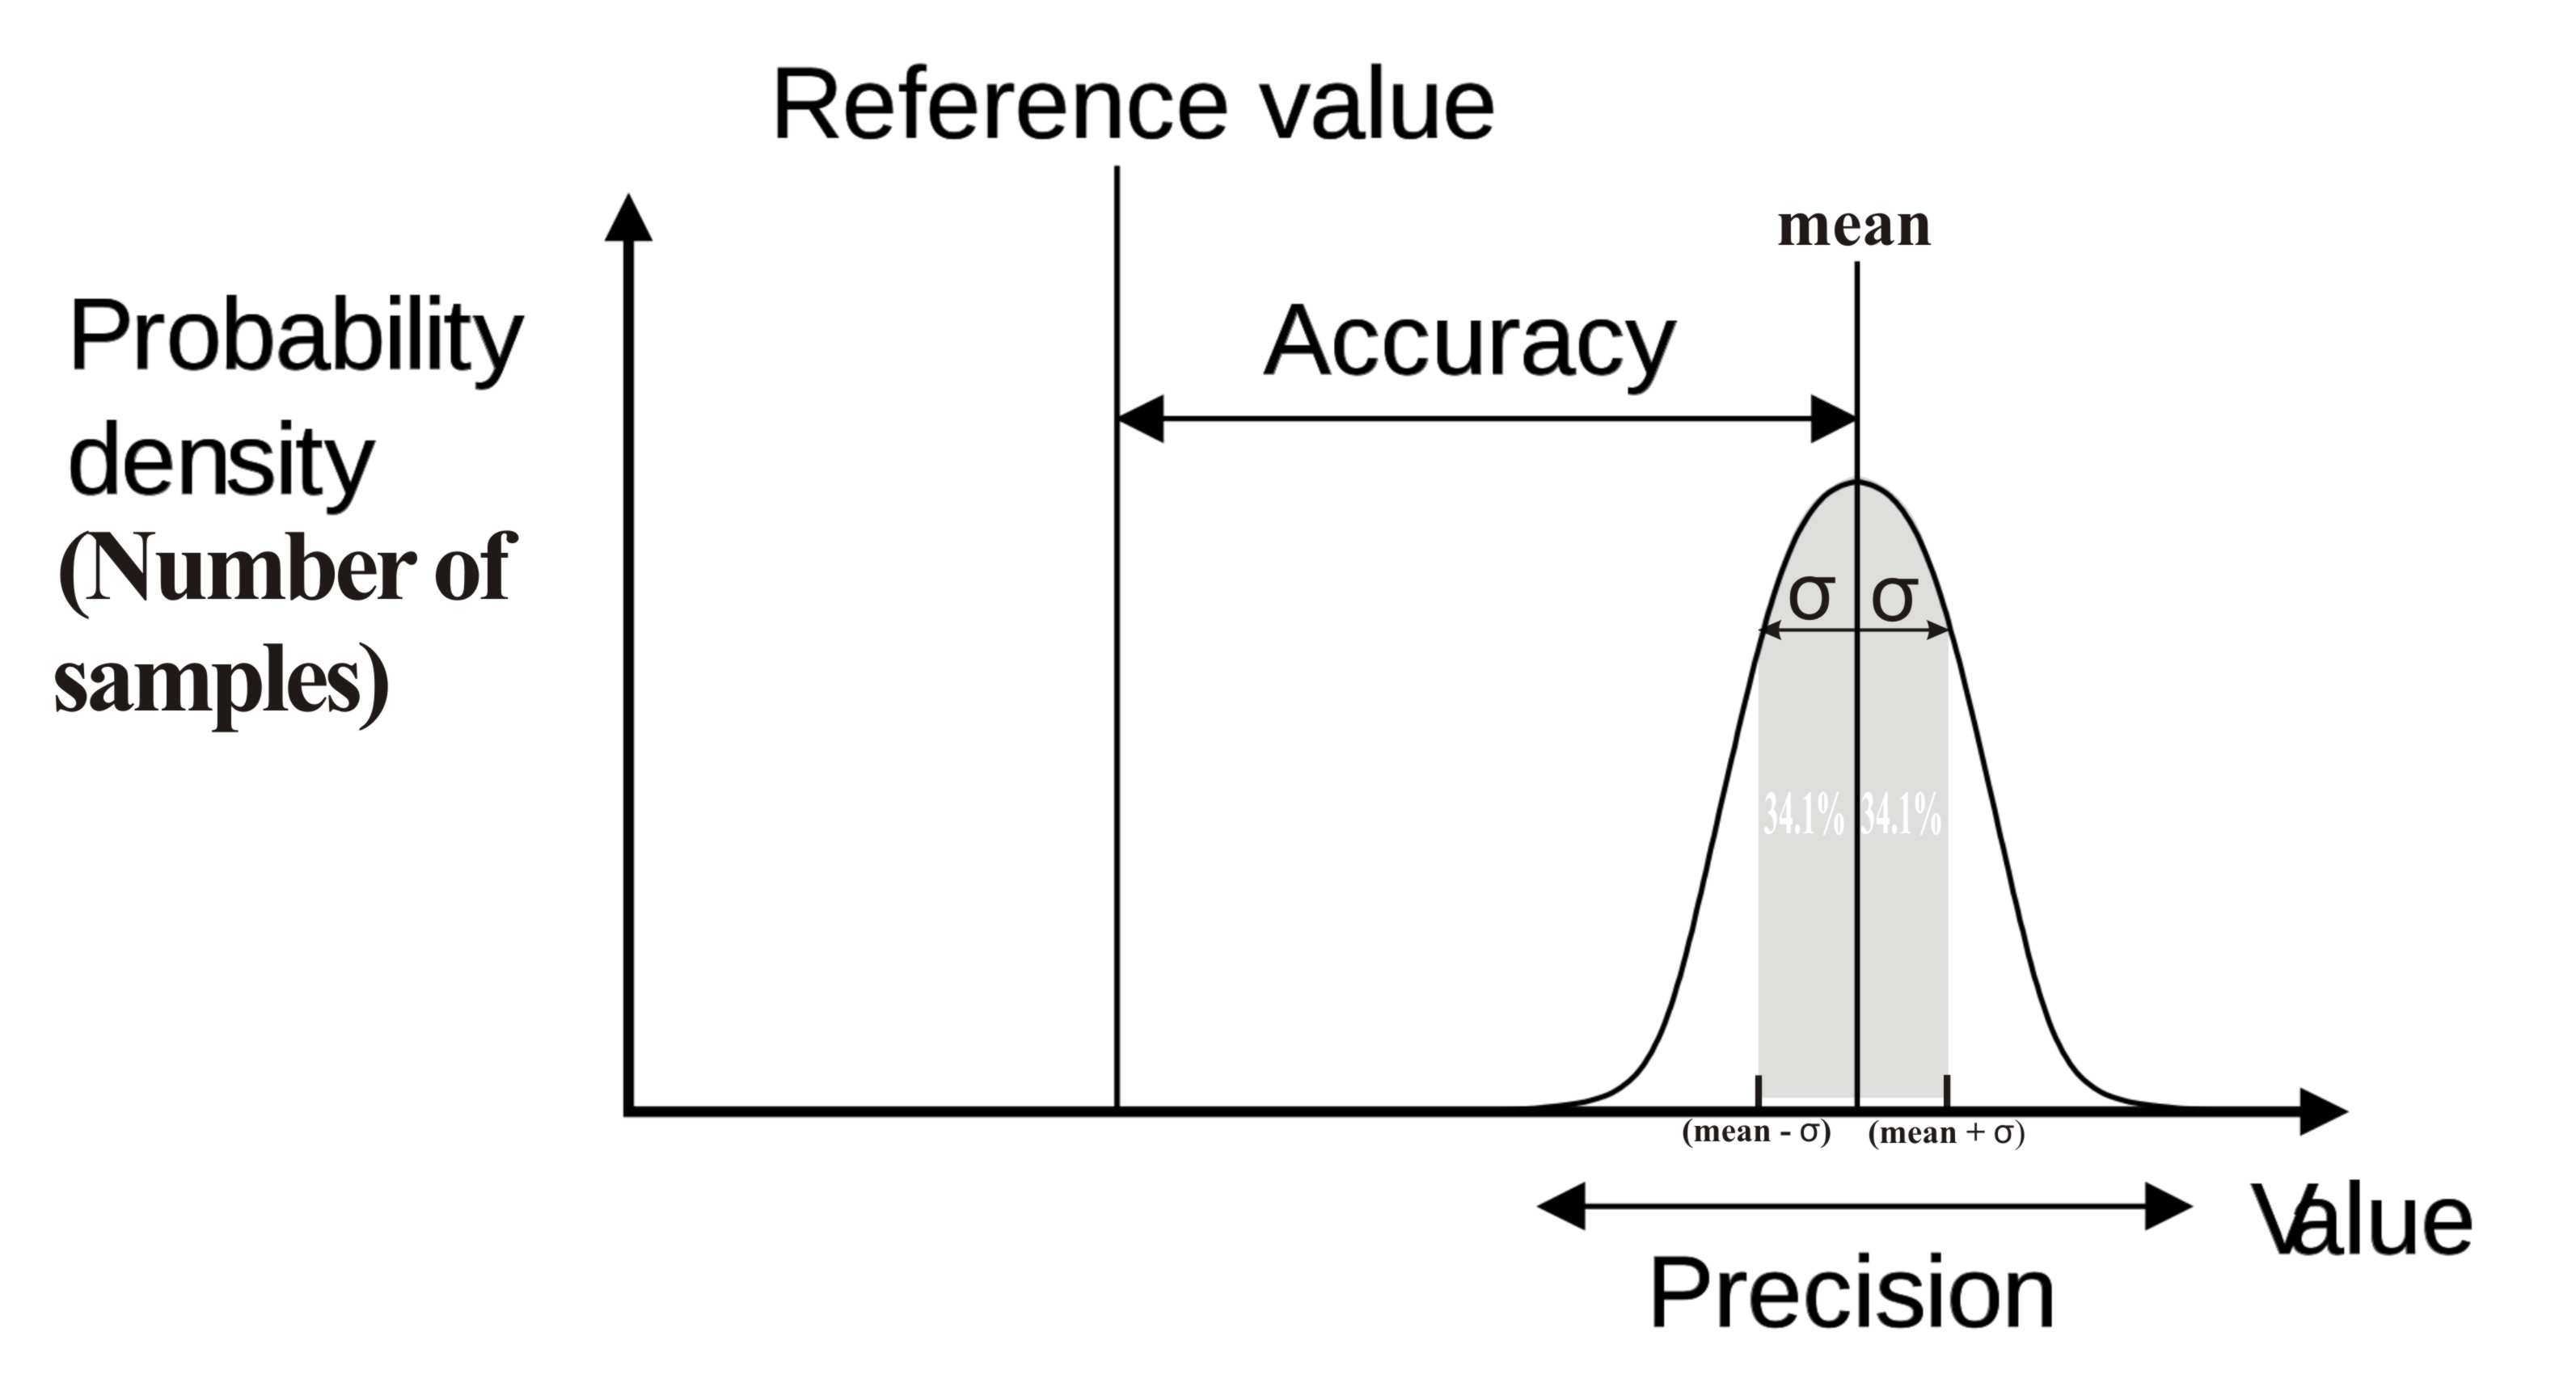 Reference value
mean
Accuracy
Probability
density
(Number of
samples)
σ σ
34.1% 34.1%
(mean - σ) (mean + σ)
Value
Precision